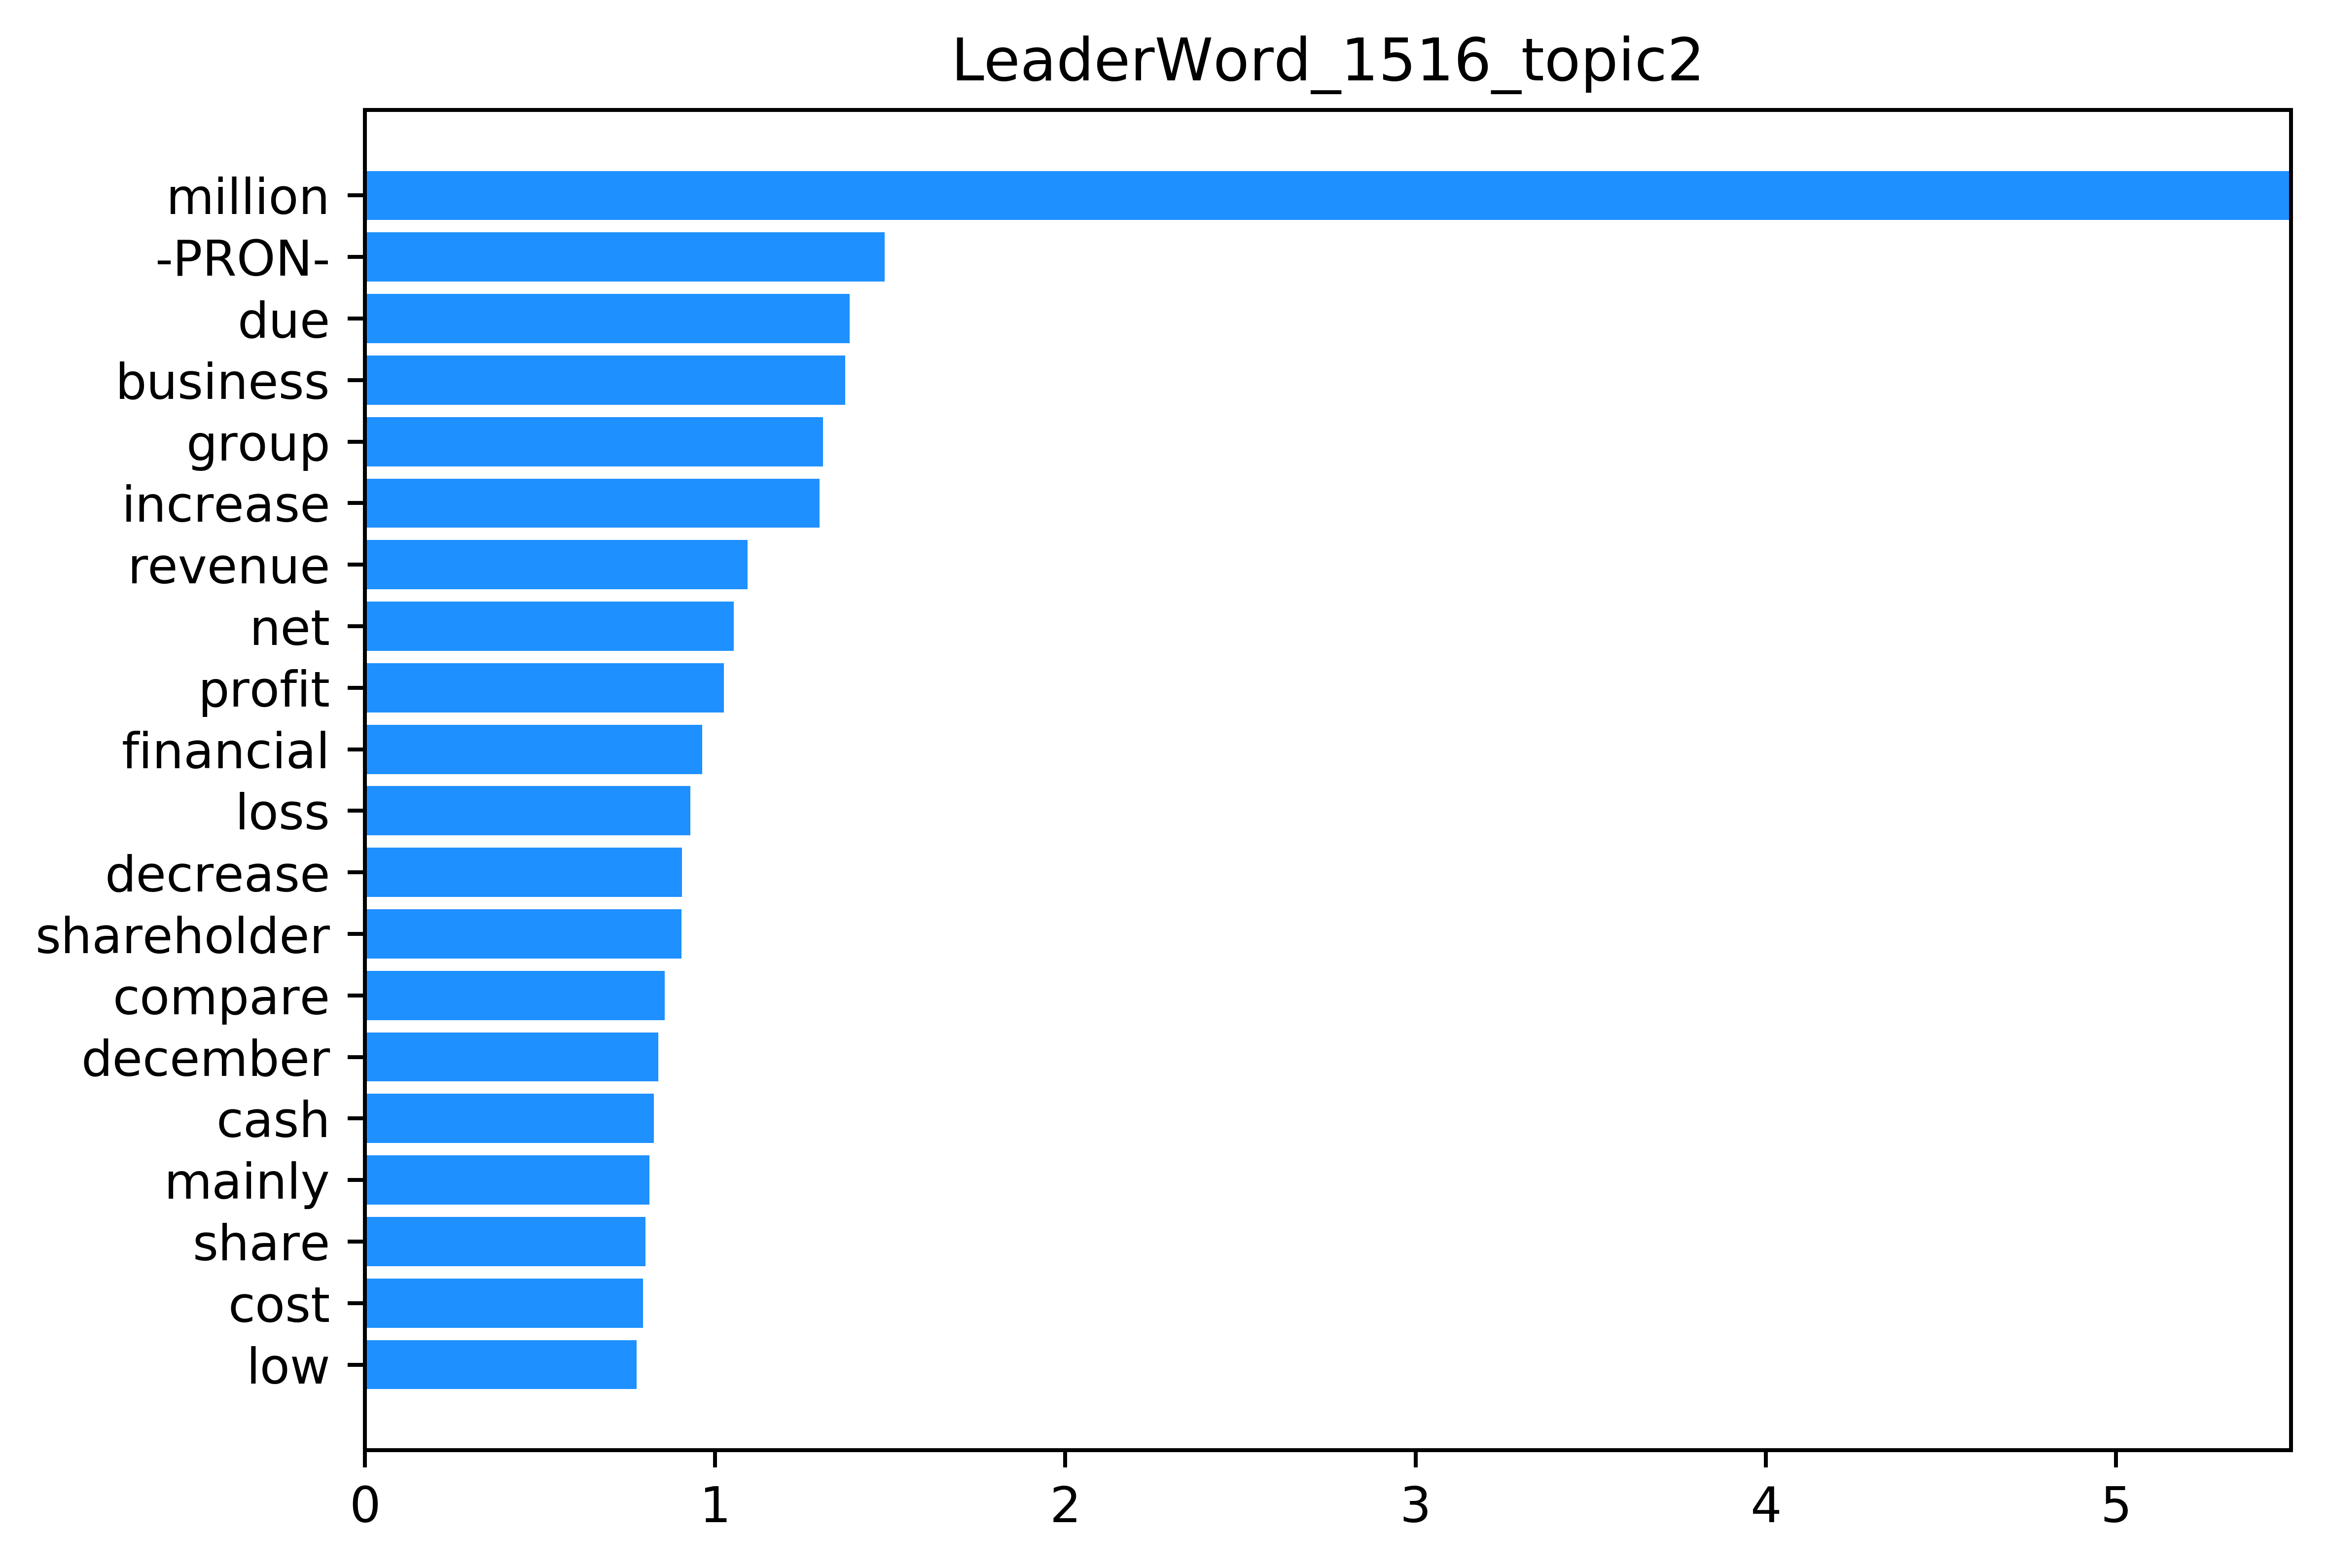 LeaderWord_1516_topic2
million
-PRON-
due
business
group
increase
revenue
net
profit
financial
loss
decrease
shareholder
compare
december
cash
mainly
share
cost
low
0 1 2 3 4 5